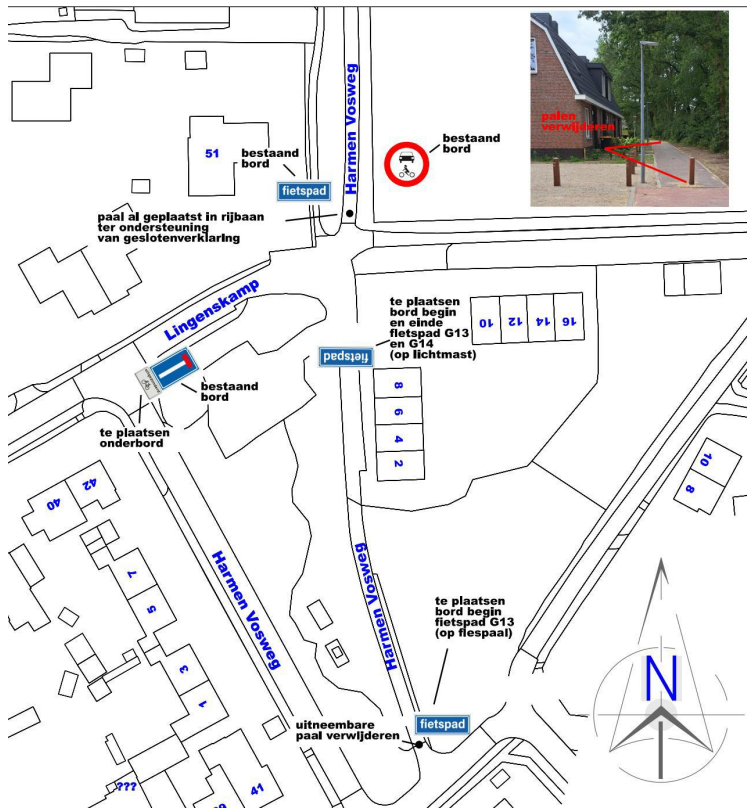 palen
verwijderen
Harmen Vosweg
bestaand
bord
51
bestaand
bord
fietspad
paal al geplaatst in rijbaan
ter ondersteuning
van geslotenverklaring
Lingenskamp
te plaatsen
bord begin
en einde
fietspad G13
en G14
(op lichtmast)
10
12
14
16
fietspad
bestaand
bord
8
6
4
2
te plaatsen
onderbord
10
8
42
40
7
5
3
1
Harmen Vosweg
Harmen Vosweg
te plaatsen
bord begin
fietspad G13
(op flespaal)
N
uitneembare
paal verwijderen
fietspad
???
41
39